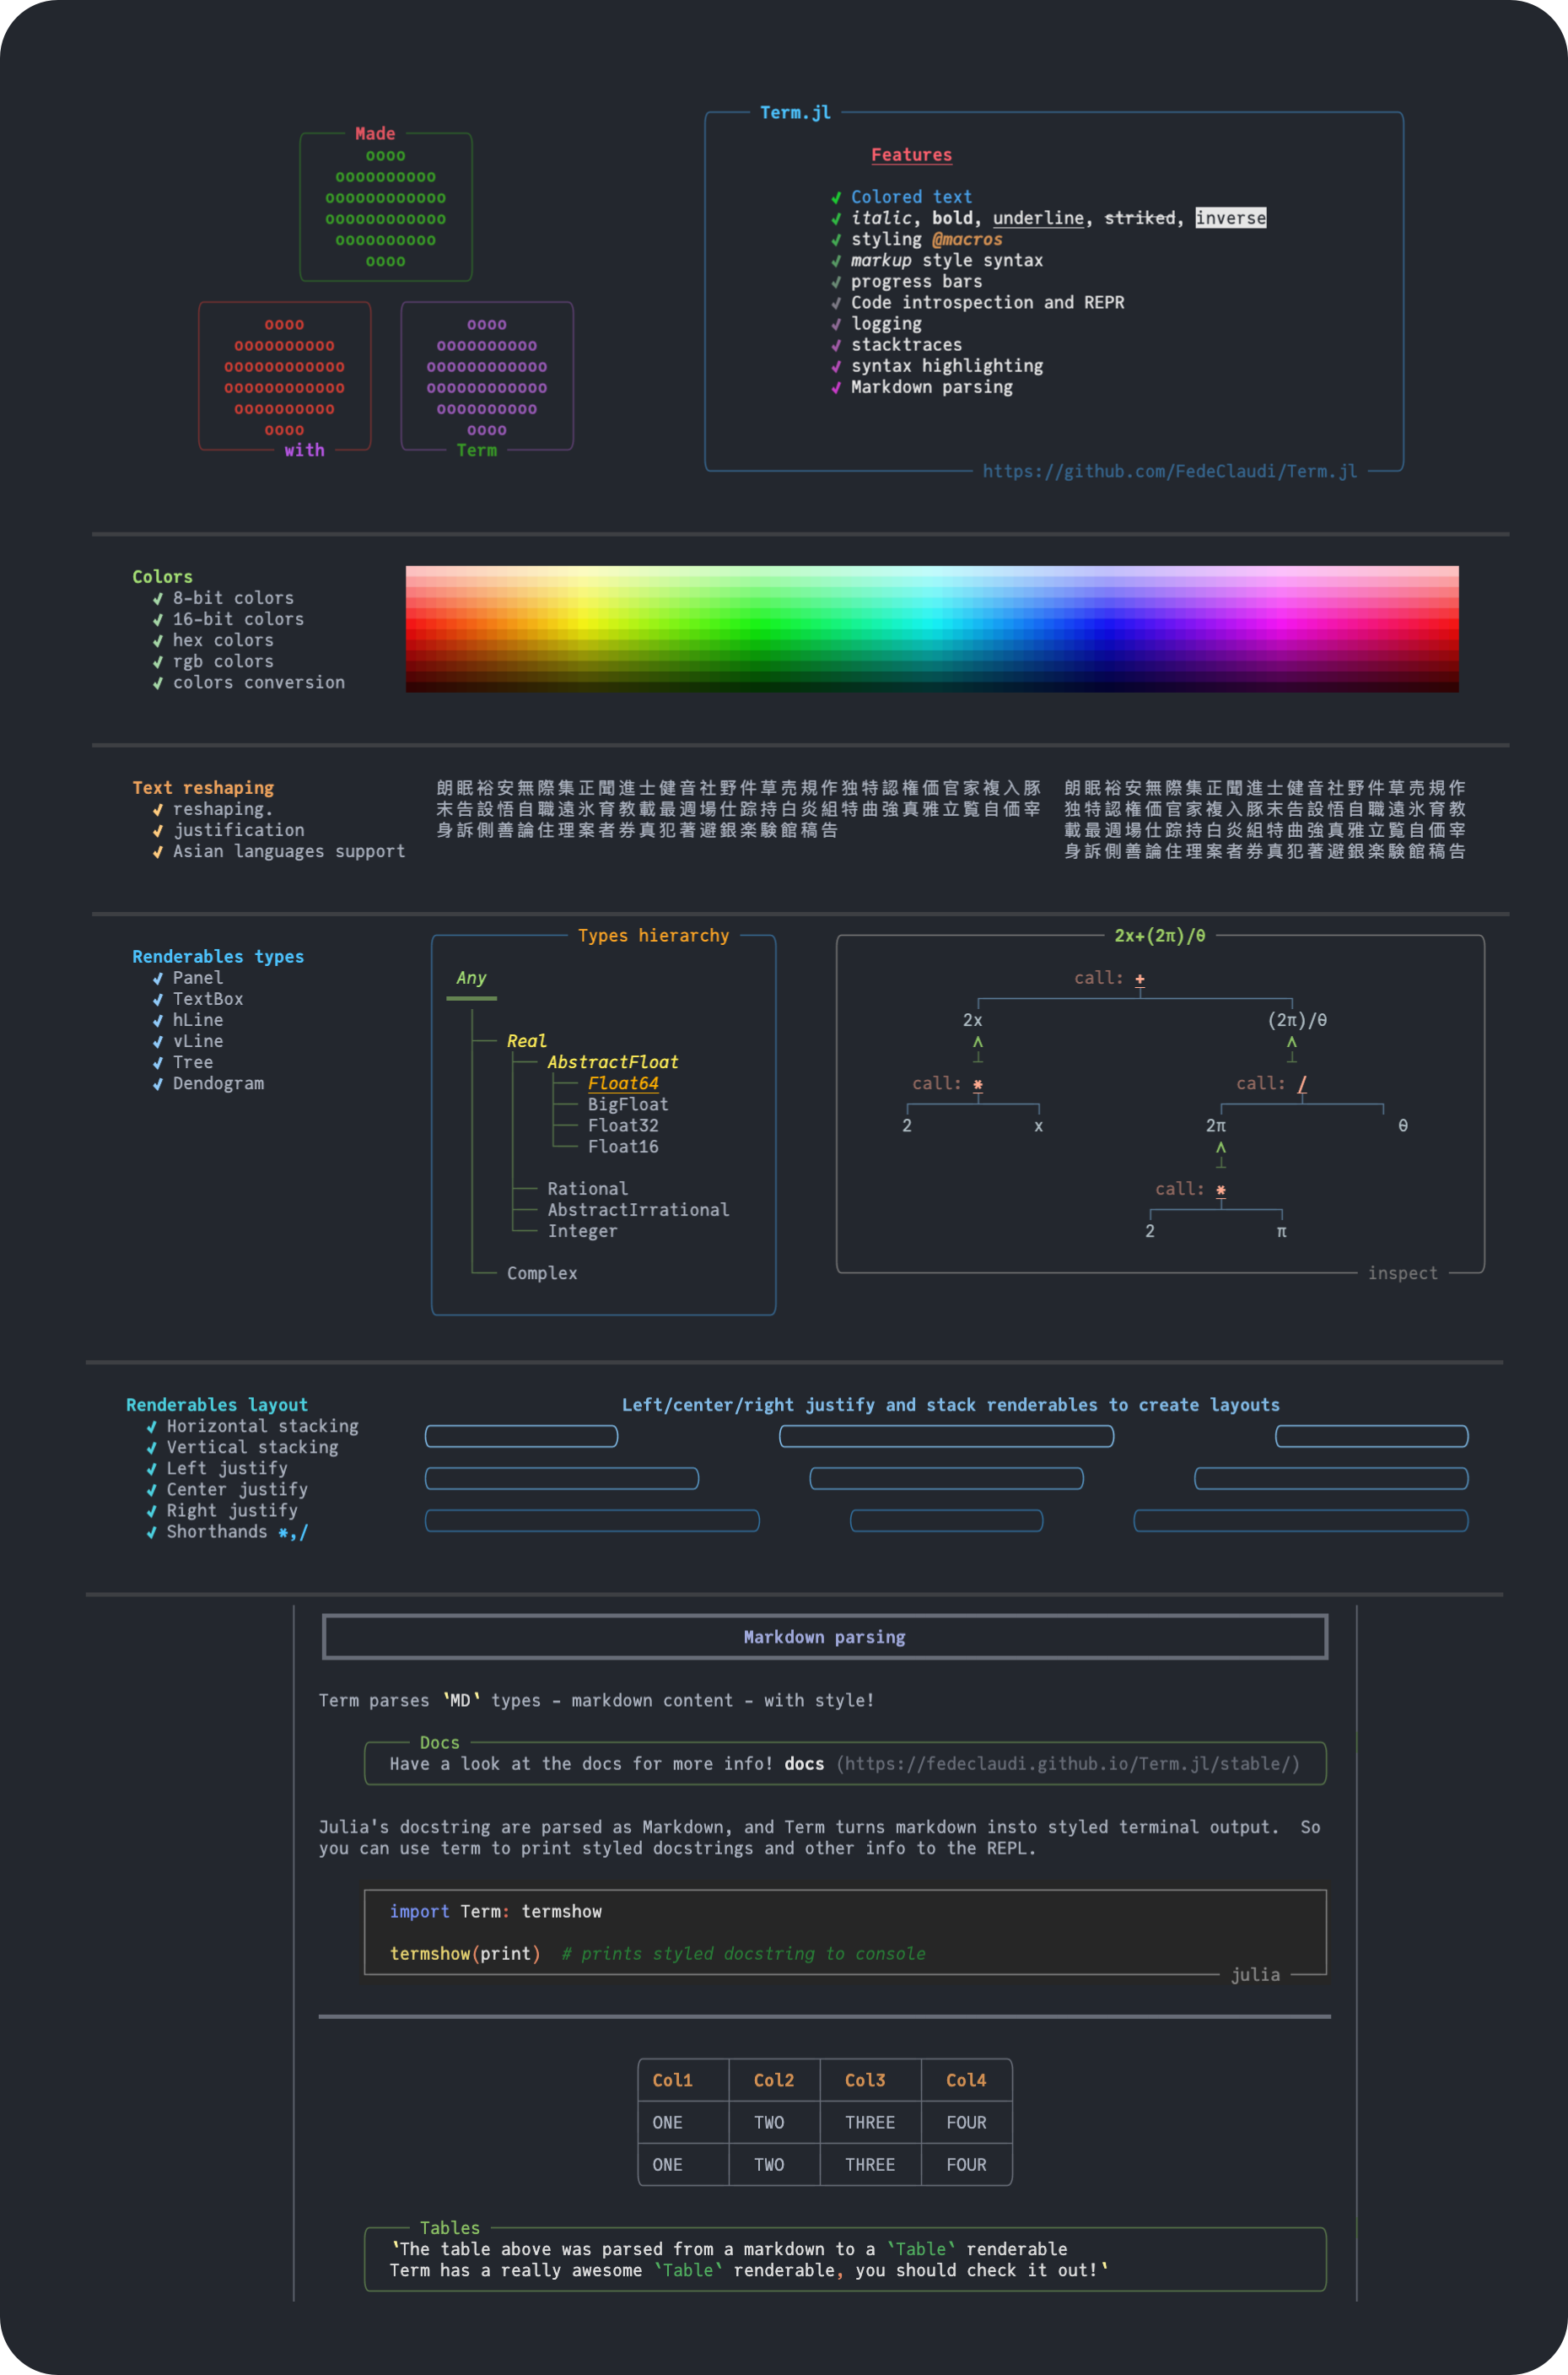 Made
oooo
oooooooooo
oooooooooooo
oooooooooooo
oooooooooo
oooo
oooo
oooooooooo
oooooooooooo
oooooooooooo
oooooooooo
oooo
with
oooo
oooooooooo
oooooooooooo
oooooooooooo
oooooooooo
oooo
Term
Term.jl
Features
✔ Colored text
✔ italic, bold, underline, striked, inverse
✔ styling @macros
✔ markup style syntax
✔ progress bars
✔ Code introspection and REPR
✔ logging
✔ stacktraces
✔ syntax highlighting
✔ Markdown parsing
https://github.com/FedeClaudi/Term.jl
Colors
✔ 8-bit colors
✔ 16-bit colors
✔ hex colors
✔ rgb colors
✔ colors conversion
Text reshaping
✔ reshaping.
✔ justification
✔ Asian languages support
朗眠裕安無際集正聞進士健音社野件草売規作独特認権価官家複入豚
末告設悟自職遠氷育教載最週場仕踪持白炎組特曲強真雅立覧自価宰
身訴側善論住理案者券真犯著避銀楽験館稿告
朗眠裕安無際集正聞進士健音社野件草売規作
独特認権価官家複入豚末告設悟自職遠氷育教
載最週場仕踪持白炎組特曲強真雅立覧自価宰
身訴側善論住理案者券真犯著避銀楽験館稿告
Renderables types
✔ Panel
✔ TextBox
✔ hLine
✔ vLine
✔ Tree
✔ Dendogram
Types hierarchy
Any
Real
AbstractFloat
Float64
BigFloat
Float32
Float16
Rational
AbstractIrrational
Integer
Complex
2x+(2π)/θ
call: +
2x (2π)/θ
call: * call: /
2 x 2π θ
call: *
2 π
inspect
Renderables layout
✔ Horizontal stacking
✔ Vertical stacking
✔ Left justify
✔ Center justify
✔ Right justify
✔ Shorthands *,/
Left/center/right justify and stack renderables to create layouts
Markdown parsing
Term parses `MD` types - markdown content - with style!
Docs
Have a look at the docs for more info! docs (https://fedeclaudi.github.io/Term.jl/stable/)
Julia's docstring are parsed as Markdown, and Term turns markdown insto styled terminal output.  So
you can use term to print styled docstrings and other info to the REPL.
import Term: termshow
termshow(print)  # prints styled docstring to console
julia
Col1 Col2 Col3 Col4
ONE TWO THREE FOUR
ONE TWO THREE FOUR
Tables
`The table above was parsed from a markdown to a `Table` renderable
Term has a really awesome `Table` renderable, you should check it out!`